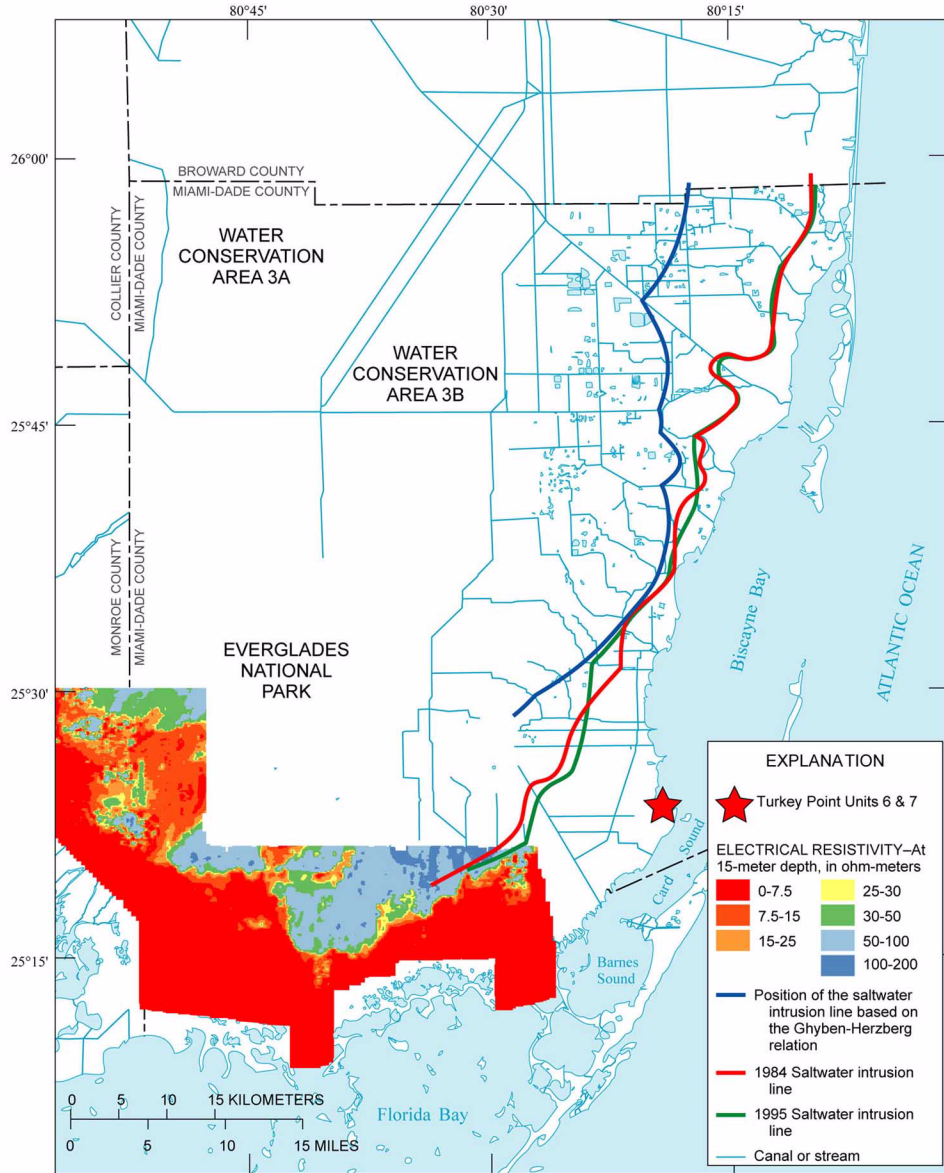 80°45'
80°30'
80°15'
26°00'
BROWARD COUNTY
MIAMI-DADE COUNTY
COLLIER COUNTY
MIAMI-DADE COUNTY
WATER
CONSERVATION
AREA 3A
WATER
CONSERVATION
AREA 3B
25°45'
MONROE COUNTY
MIAMI-DADE COUNTY
EVERGLADES
NATIONAL
PARK
Biscayne Bay
ATLANTIC OCEAN
25°30'
Card Sound
25°15'
Barnes
Sound
Florida Bay
0 5 10 15 KILOMETERS
0 5 10 15 MILES
EXPLANATION
Turkey Point Units 6 & 7
ELECTRICAL RESISTIVITY–At
15-meter depth, in ohm-meters
0-7.5
7.5-15
15-25
25-30
30-50
50-100
100-200
Position of the saltwater
intrusion line based on
the Ghyben-Herzberg
relation
1984 Saltwater intrusion
line
1995 Saltwater intrusion
line
Canal or stream